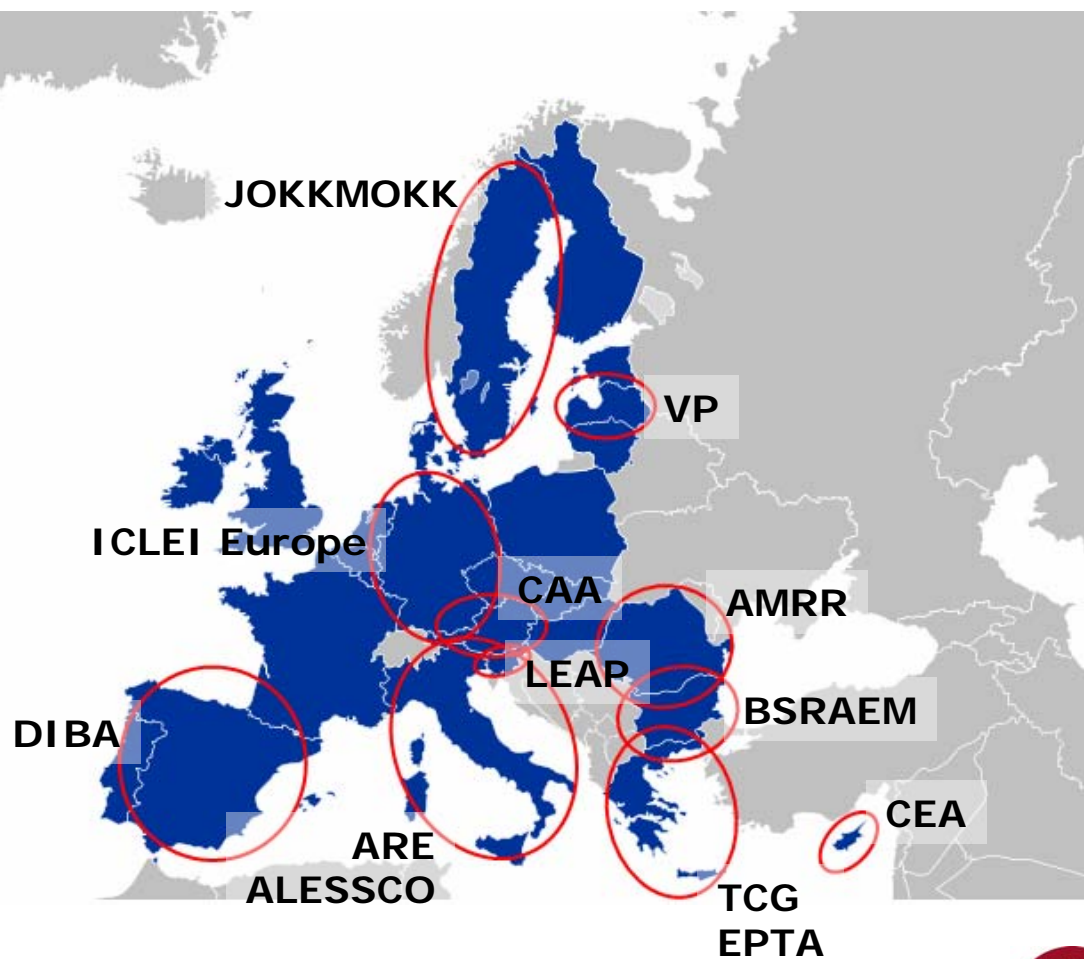 JOKKMOKK
VP
ICLEI Europe
CAA
AMRR
LEAP
BSRAEM
DIBA
CEA
ARE
ALESSCO
TCG
EPTA